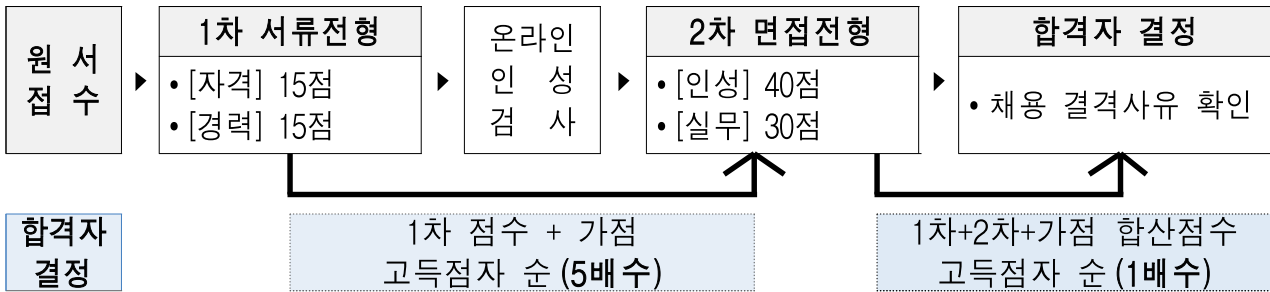 원 서
접 수
1차 서류전형
• [자격] 15점
• [경력] 15점
온라인
인 성
검 사
2차 면접전형
• [인성] 40점
• [실무] 30점
합격자 결정
• 채용 결격사유 확인
합격자
결정
1차 점수 + 가점
고득점자 순 (5배수)
1차+2차+가점 합산점수
고득점자 순 (1배수)